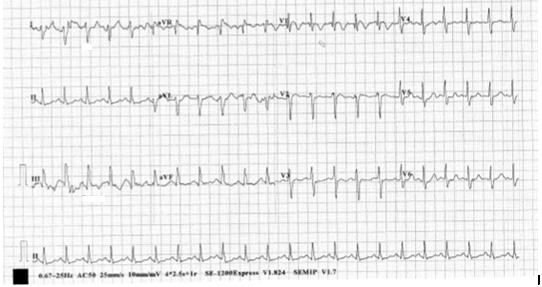 I aVR V1 V4
II aVL V2 V5
III aVF V3 V6
II
0.67~25Hz AC50 25mm/s 10mm/mV 4*2.5s+1r SE-1200Express V1.824 SEMIP V1.7